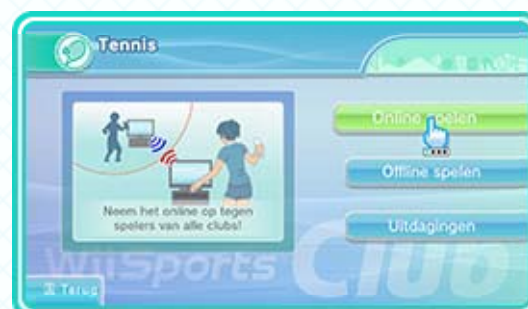 Tennis
Online spelen
Neem het online op tegen
spelers van alle clubs!
Offline spelen
Uitdagingen
Wii Sports Club
Terug